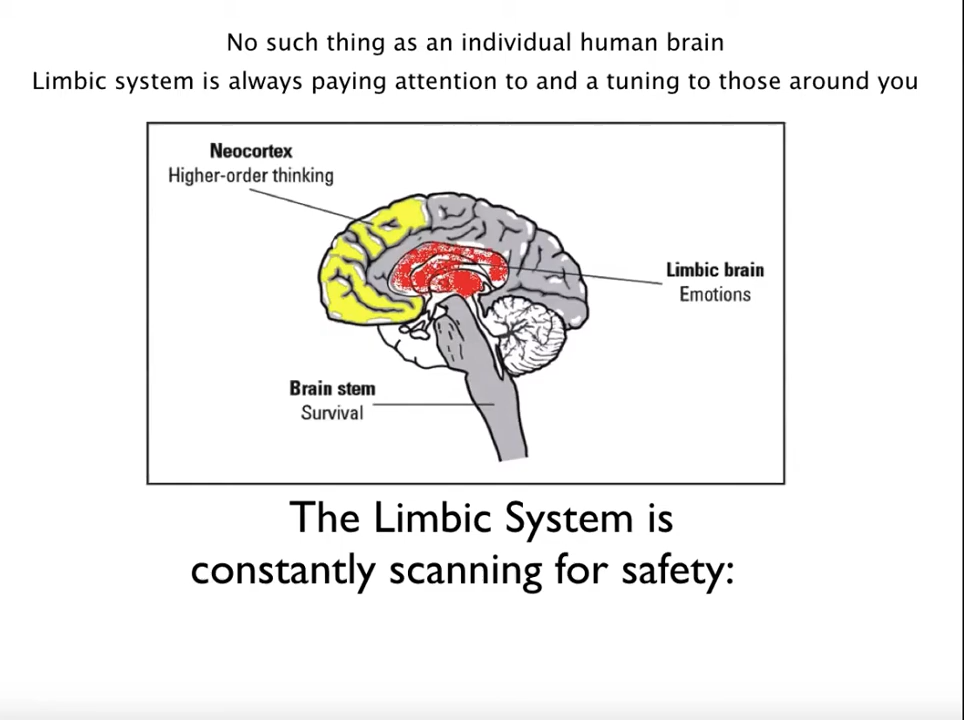 No such thing as an individual human brain
Limbic system is always paying attention to and a tuning to those around you
Neocortex
Higher-order thinking
Limbic brain
Emotions
Brain stem
Survival
The Limbic System is
constantly scanning for safety: